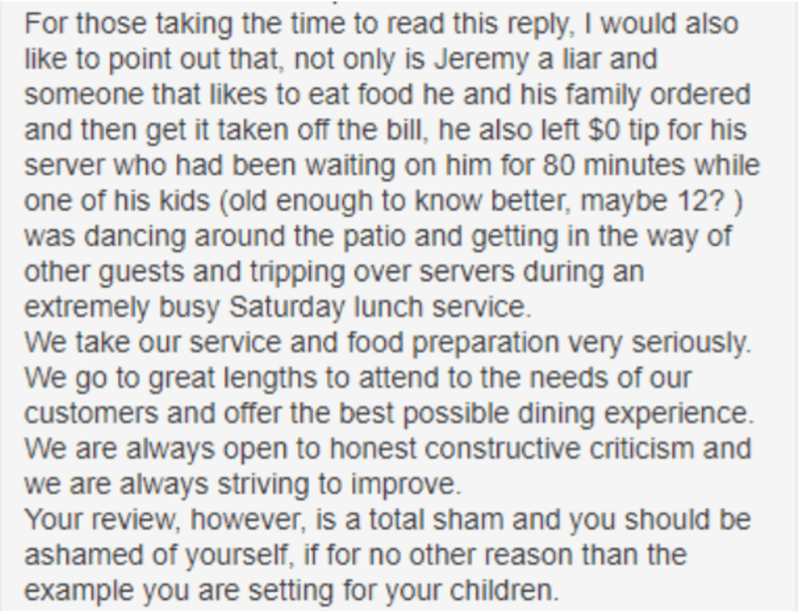 For those taking the time to read this reply, I would also
like to point out that, not only is Jeremy a liar and
someone that likes to eat food he and his family ordered
and then get it taken off the bill, he also left $0 tip for his
server who had been waiting on him for 80 minutes while
one of his kids (old enough to know better, maybe 12? )
was dancing around the patio and getting in the way of
other guests and tripping over servers during an
extremely busy Saturday lunch service.
We take our service and food preparation very seriously.
We go to great lengths to attend to the needs of our
customers and offer the best possible dining experience.
We are always open to honest constructive criticism and
we are always striving to improve.
Your review, however, is a total sham and you should be
ashamed of yourself, if for no other reason than the
example you are setting for your children.